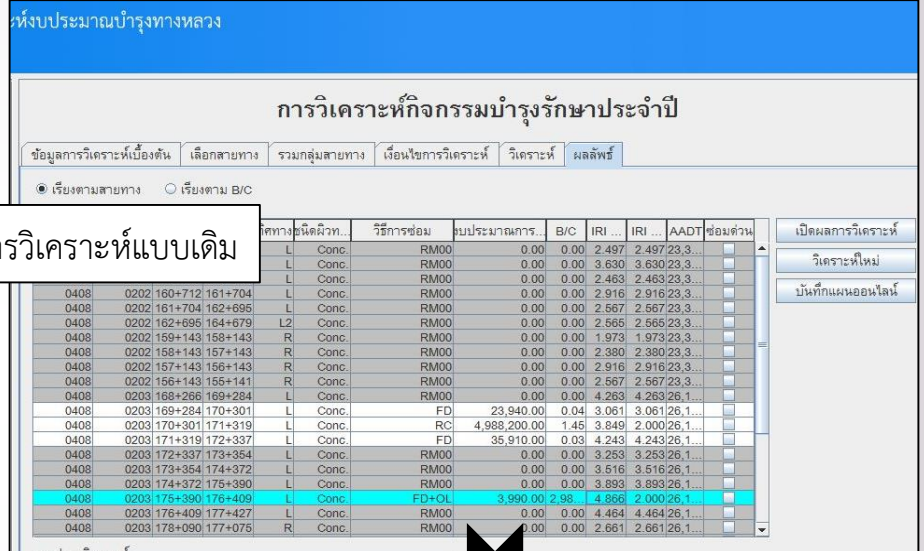 ห์งบประมาณบำรุงทางหลวง
การวิเคราะห์กิจกรรมบำรุงรักษาประจำปี
ข้อมูลการวิเคราะห์เบื้องต้น เลือกสายทาง รวมกลุ่มสายทาง เงื่อนไขการวิเคราะห์ วิเคราะห์ ผลลัพธ์
เรียงตามสายทาง เรียงตาม B/C
ารวิเคราะห์แบบเดิม
ศทาง ชนิดผิวท... วิธีการซ่อม งบประมาณการ... B/C IRI ... IRI ... AADT ซ่อมด่วน
L Conc. RM00 0.00 0.00 2.497 2.497 23,3...
L Conc. RM00 0.00 0.00 3.630 3.630 23,3...
L Conc. RM00 0.00 0.00 2.463 2.463 23,3...
0408 0202 160+712 161+704 L Conc. RM00 0.00 0.00 2.916 2.916 23,3...
0408 0202 161+704 162+695 L Conc. RM00 0.00 0.00 2.567 2.567 23,3...
0408 0202 162+695 164+679 L2 Conc. RM00 0.00 0.00 2.565 2.565 23,3...
0408 0202 159+143 158+143 R Conc. RM00 0.00 0.00 1.973 1.973 23,3...
0408 0202 158+143 157+143 R Conc. RM00 0.00 0.00 2.380 2.380 23,3...
0408 0202 157+143 156+143 R Conc. RM00 0.00 0.00 2.916 2.916 23,3...
0408 0202 156+143 155+141 R Conc. RM00 0.00 0.00 2.567 2.567 23,3...
0408 0203 168+266 169+284 L Conc. RM00 0.00 0.00 4.263 4.263 26,1...
0408 0203 169+284 170+301 L Conc. FD 23,940.00 0.04 3.061 3.061 26,1...
0408 0203 170+301 171+319 L Conc. RC 4,988,200.00 1.45 3.849 2.000 26,1...
0408 0203 171+319 172+337 L Conc. FD 35,910.00 0.03 4.243 4.243 26,1...
0408 0203 172+337 173+354 L Conc. RM00 0.00 0.00 3.253 3.253 26,1...
0408 0203 173+354 174+372 L Conc. RM00 0.00 0.00 3.516 3.516 26,1...
0408 0203 174+372 175+390 L Conc. RM00 0.00 0.00 3.893 3.893 26,1...
0408 0203 175+390 176+409 L Conc. FD+OL 3,990.00 2,98... 4.866 2.000 26,1...
0408 0203 176+409 177+427 L Conc. RM00 0.00 0.00 4.464 4.464 26,1...
0408 0203 178+090 177+075 R Conc. RM00 0.00 0.00 2.661 2.661 26,1...
เปิดผลการวิเคราะห์
วิเคราะห์ใหม่
บันทึกแผนออนไลน์